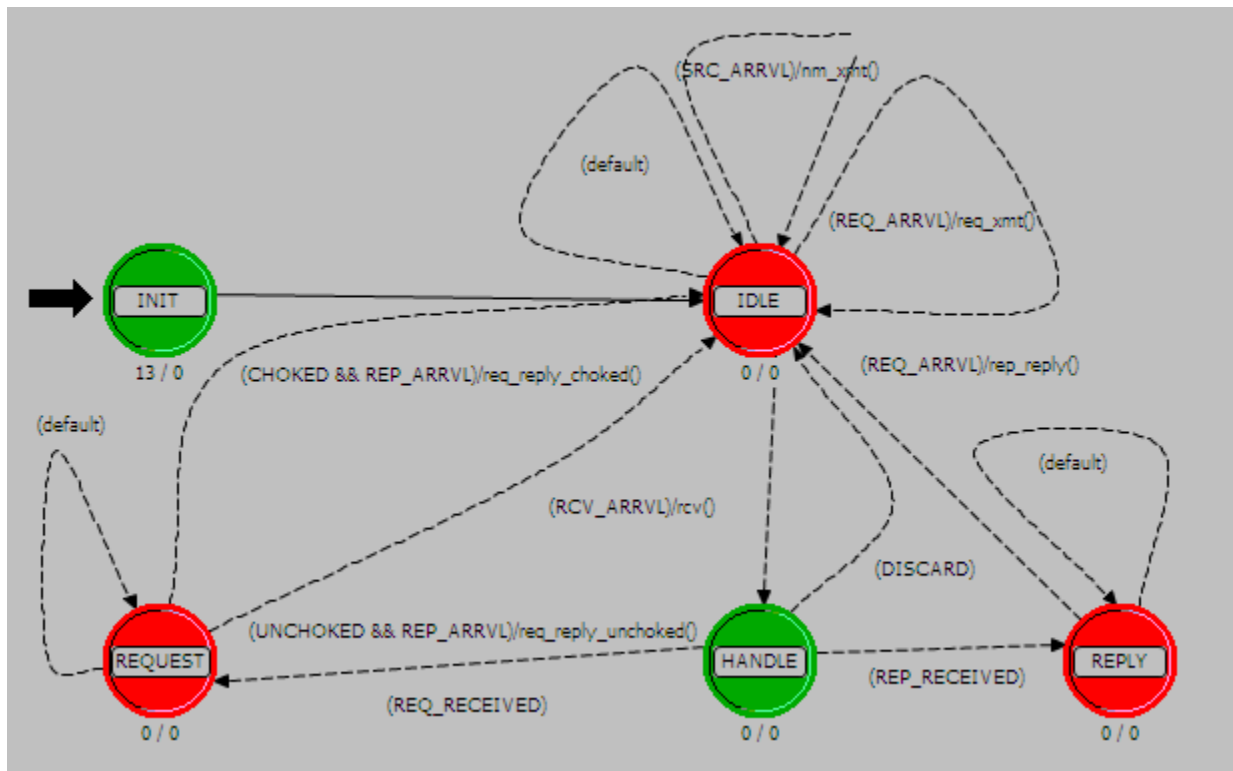 (SRC_ARRVL)/nm_xmt()
(default)
(REQ_ARRVL)/req_xmt()
INIT
IDLE
13 / 0
0 / 0
(CHOKED && REP_ARRVL)/req_reply_choked()
(REQ_ARRVL)/rep_reply()
(default)
(default)
(RCV_ARRVL)/rcv()
(DISCARD)
(UNCHOKED && REP_ARRVL)/req_reply_unchoked()
REQUEST
HANDLE
REPLY
(REP_RECEIVED)
(REQ_RECEIVED)
0 / 0
0 / 0
0 / 0